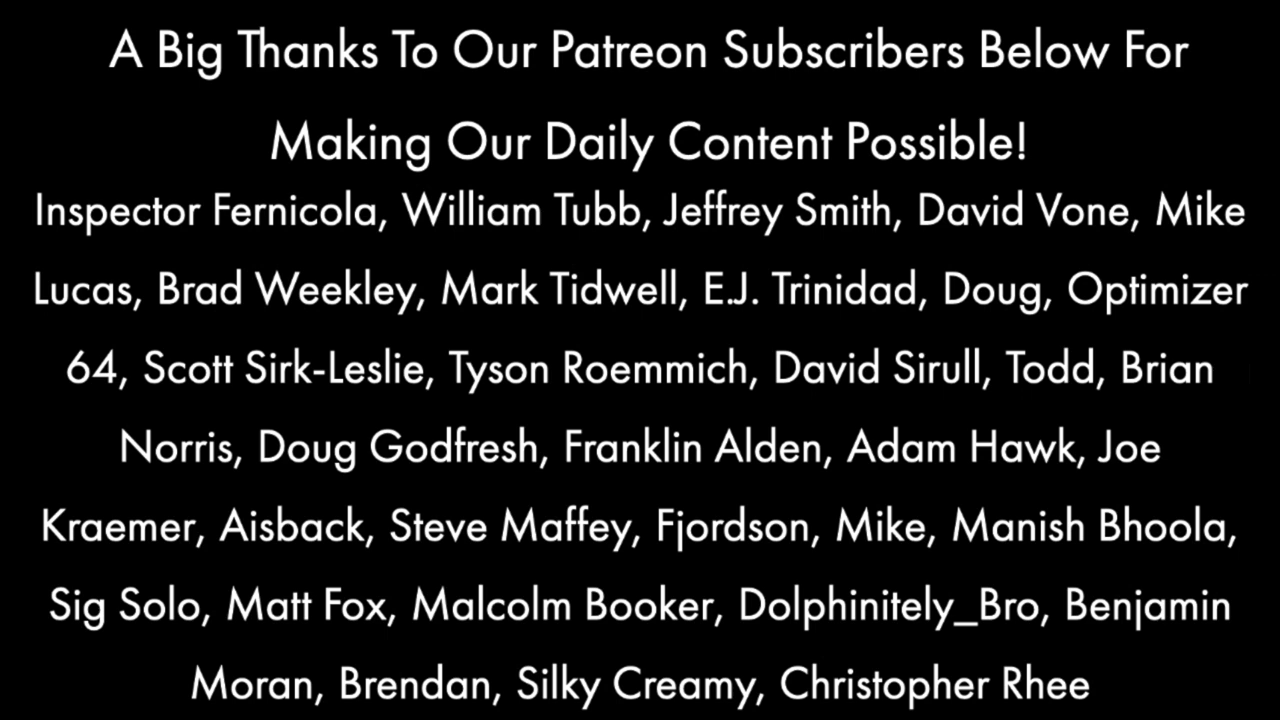 A Big Thanks To Our Patreon Subscribers Below For
Making Our Daily Content Possible!
Inspector Fernicola, William Tubb, Jeffrey Smith, David Vone, Mike
Lucas, Brad Weekley, Mark Tidwell, E.J. Trinidad, Doug, Optimizer
64, Scott Sirk-Leslie, Tyson Roemmich, David Sirull, Todd, Brian
Norris, Doug Godfresh, Franklin Alden, Adam Hawk, Joe
Kraemer, Aisback, Steve Maffey, Fjordson, Mike, Manish Bhoola,
Sig Solo, Matt Fox, Malcolm Booker, Dolphinitely_Bro, Benjamin
Moran, Brendan, Silky Creamy, Christopher Rhee